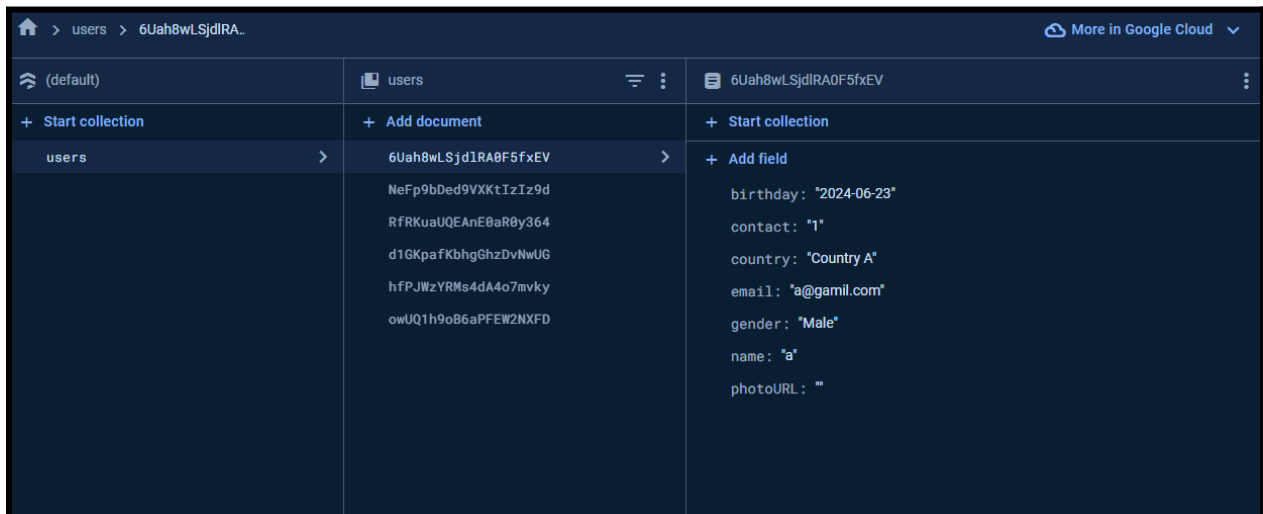 > users > 6Uah8wLSjdlRA..
More in Google Cloud
(default)
+ Start collection
users
users
+ Add document
6Uah8wLSjdlRA0F5fxEV
NeFp9bDed9VXKtIzIz9d
RfRKuaUQEAnE0aR0y364
d1GKpafKbhgGhzDvNwUG
hfPJWzYRMs4dA4o7mvky
owUQ1h9oB6aPFEW2NXFD
6Uah8wLSjdlRA0F5fxEV
+ Start collection
+ Add field
birthday: "2024-06-23"
contact: "1"
country: "Country A"
email: "a@gamil.com"
gender: "Male"
name: "a"
photoURL: ""